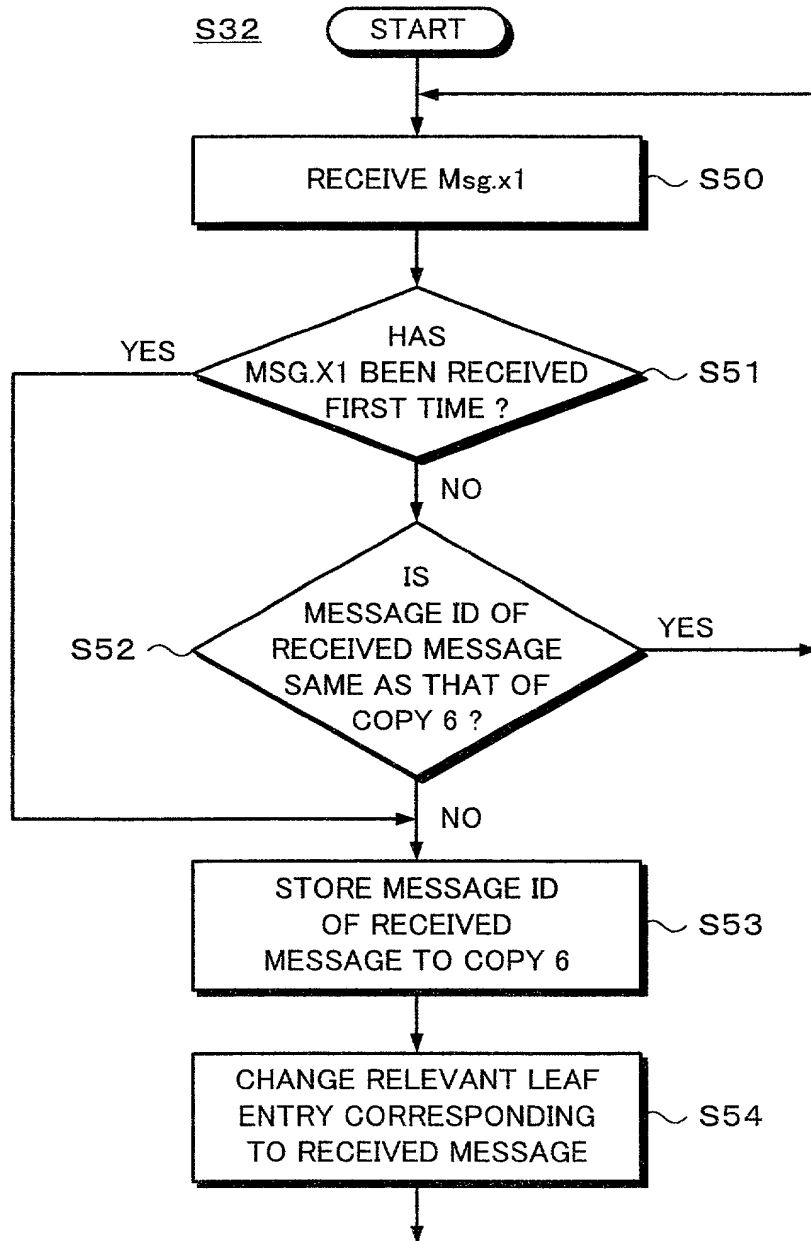 S32
START
RECEIVE Msg.x1
S50
HAS
MSG.X1 BEEN RECEIVED
FIRST TIME ?
S51
YES
NO
IS
MESSAGE ID OF
RECEIVED MESSAGE
SAME AS THAT OF
COPY 6 ?
S52
YES
NO
STORE MESSAGE ID
OF RECEIVED
MESSAGE TO COPY 6
S53
CHANGE RELEVANT LEAF
ENTRY CORRESPONDING
TO RECEIVED MESSAGE
S54